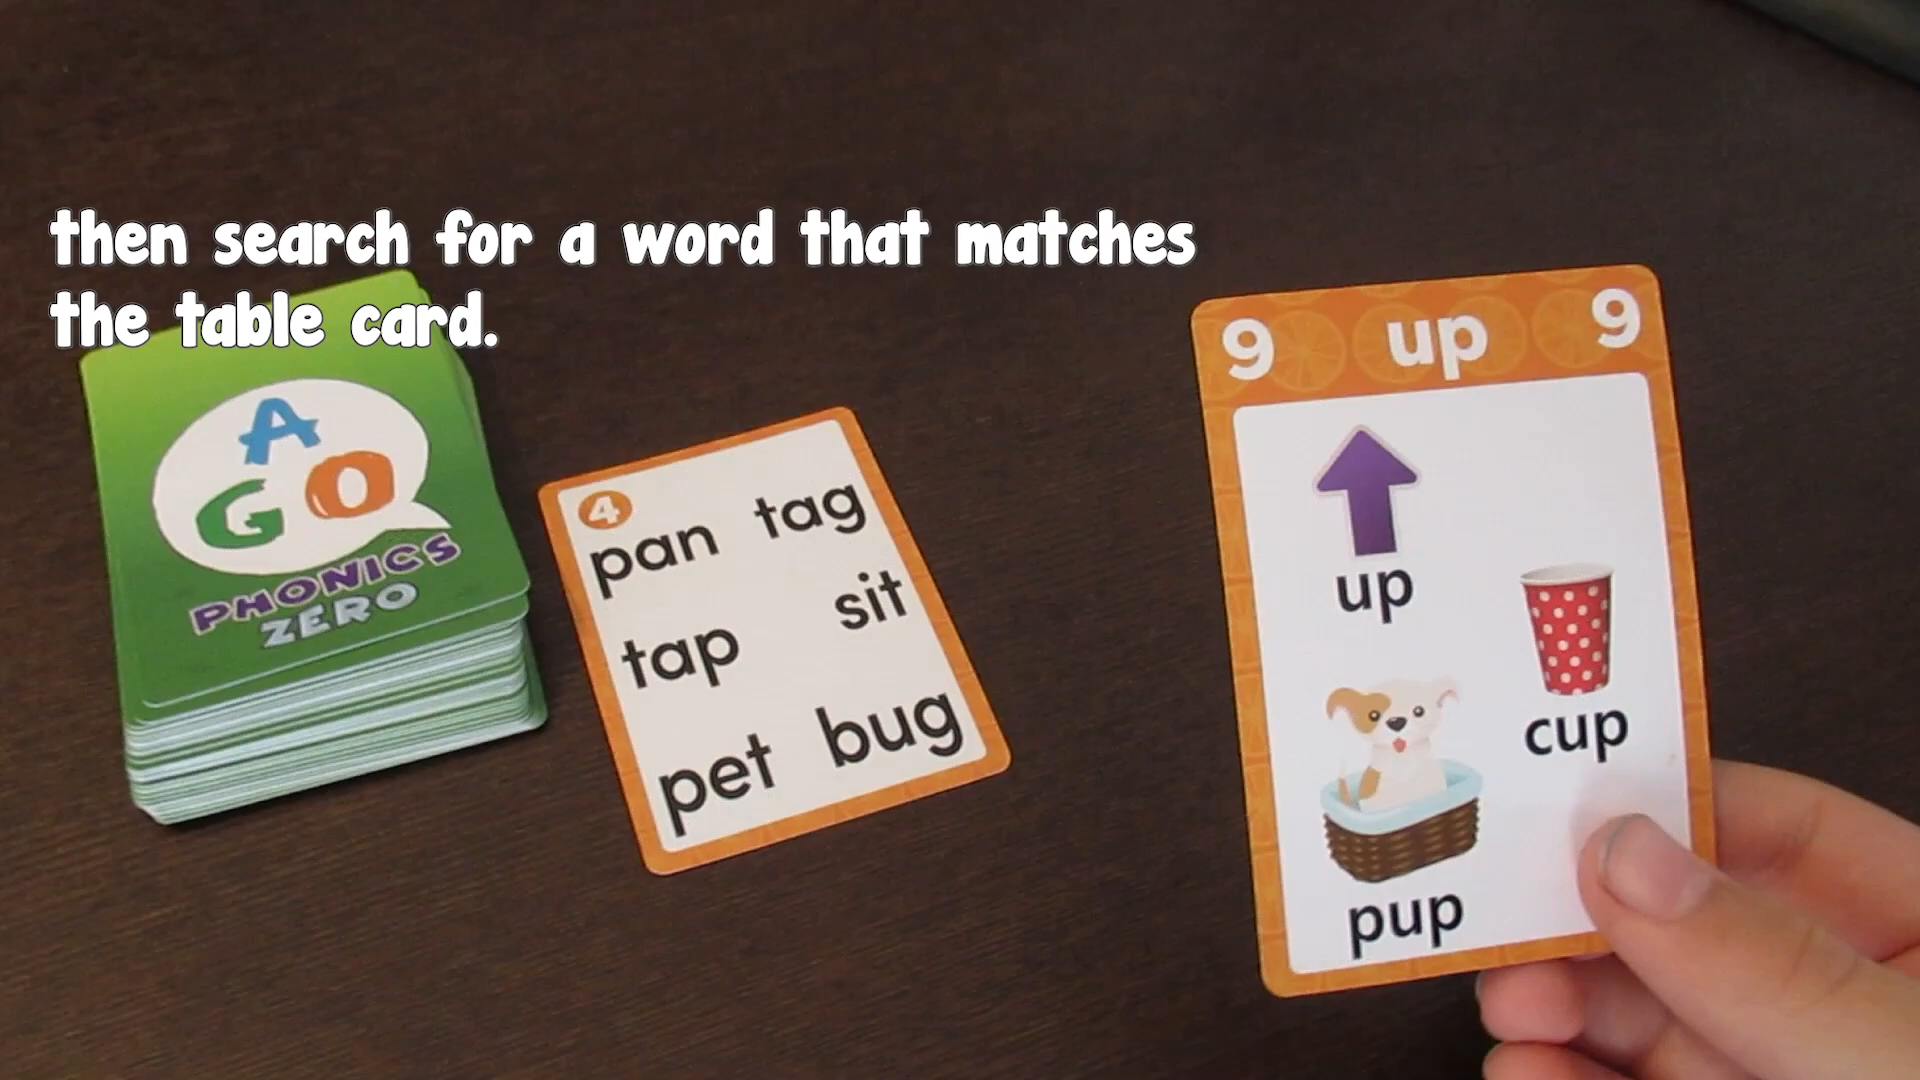 then search for a word that matches
the table card.
A
GO
PHONICS
ZERO
4
pan tag
tap sit
pet bug
9 up 9
up
cup
pup